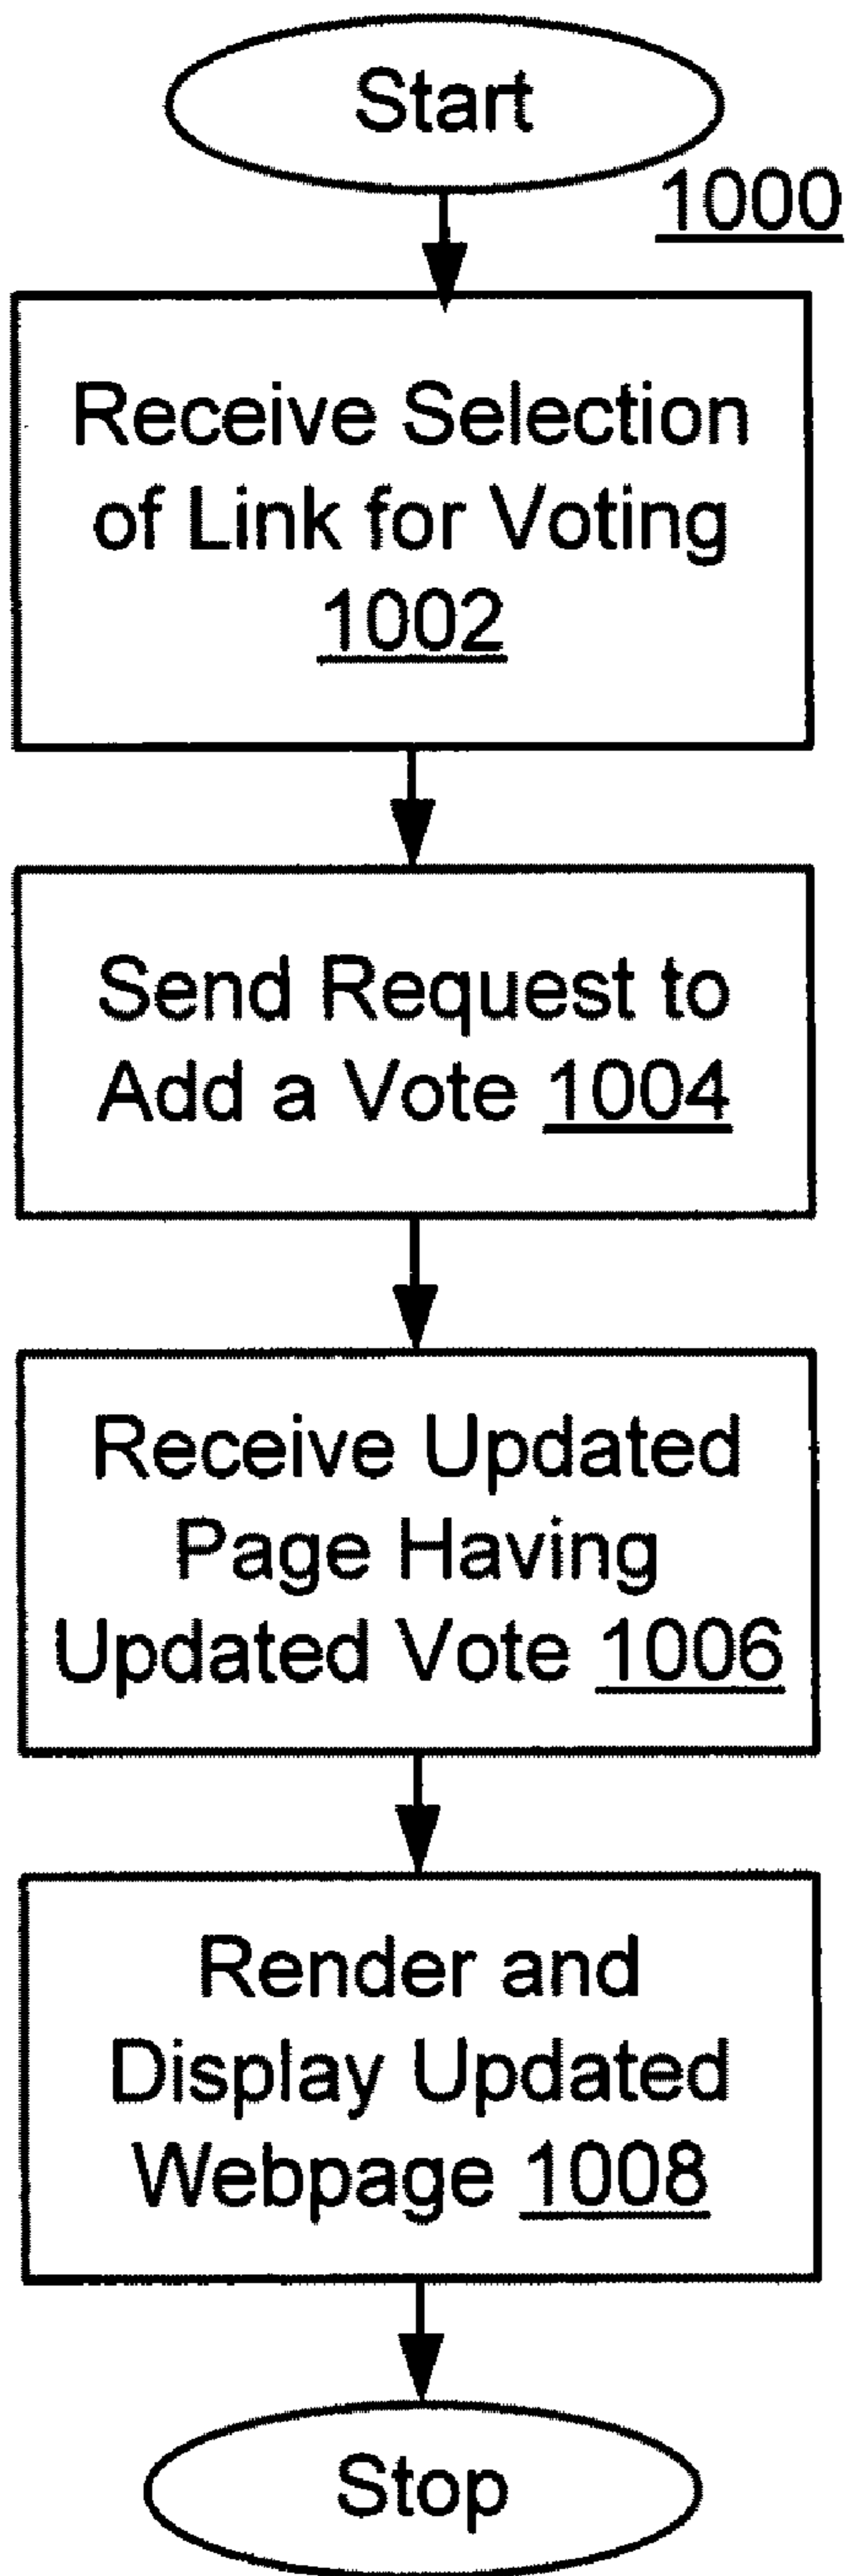 Start
1000
Receive Selection
of Link for Voting
1002
Send Request to
Add a Vote 1004
Receive Updated
Page Having
Updated Vote 1006
Render and
Display Updated
Webpage 1008
Stop